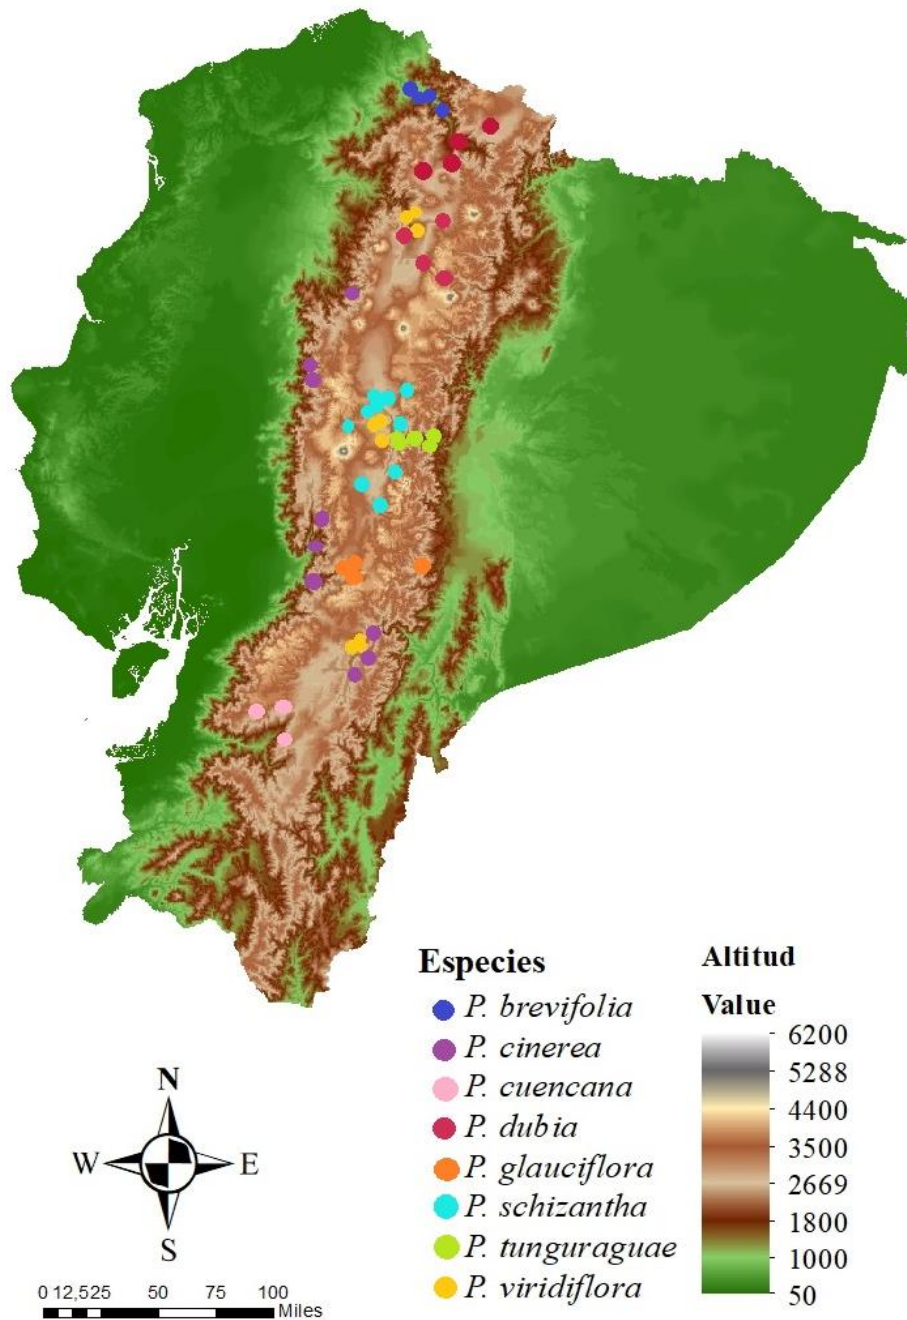 Especies
P. brevifolia
P. cinerea
P. cuencana
P. dubia
P. glauciflora
P. schizantha
P. tunguraguae
P. viridiflora
Altitud
Value
6200
5288
4400
3500
2669
1800
1000
50
N
W E
S
0 12,525 50 75 100
Miles